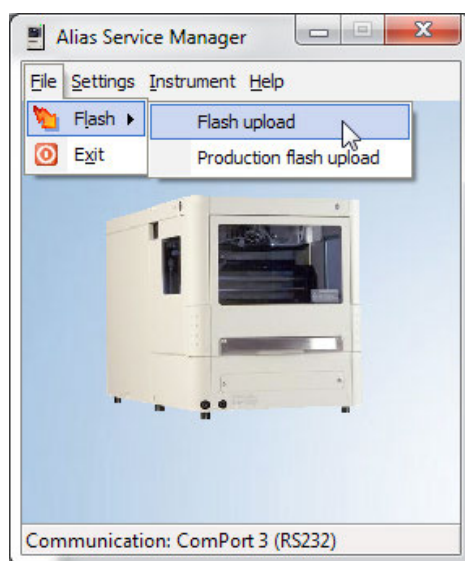 Alias Service Manager
File Settings Instrument Help
Flash
Flash upload
Exit
Production flash upload
Communication: ComPort 3 (RS232)